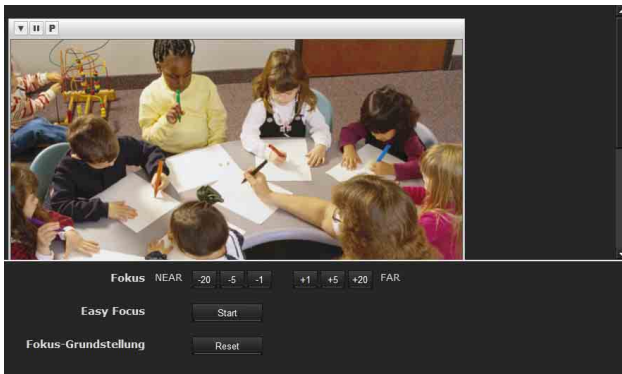 P
Fokus NEAR -20 -5 -1 +1 +5 +20 FAR
Easy Focus Start
Fokus-Grundstellung Reset